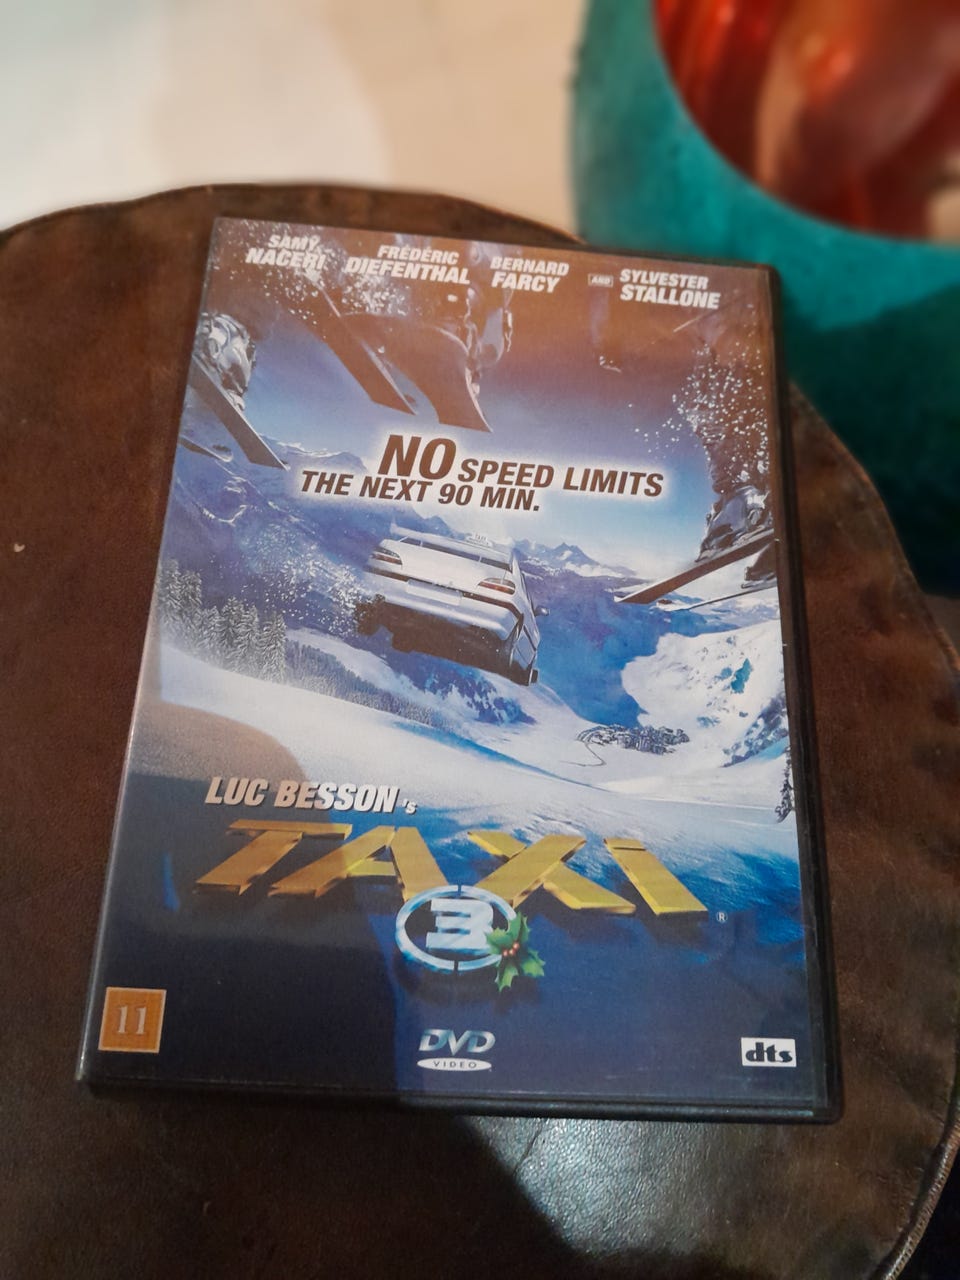 SAMY NACERI
FRÉDÉRIC DIEFENTHAL
BERNARD FARCY
AND
SYLVESTER STALLONE
NO SPEED LIMITS
THE NEXT 90 MIN.
TAXI
LUC BESSON's
TAXI
®
3
11
DVD
VIDEO
dts